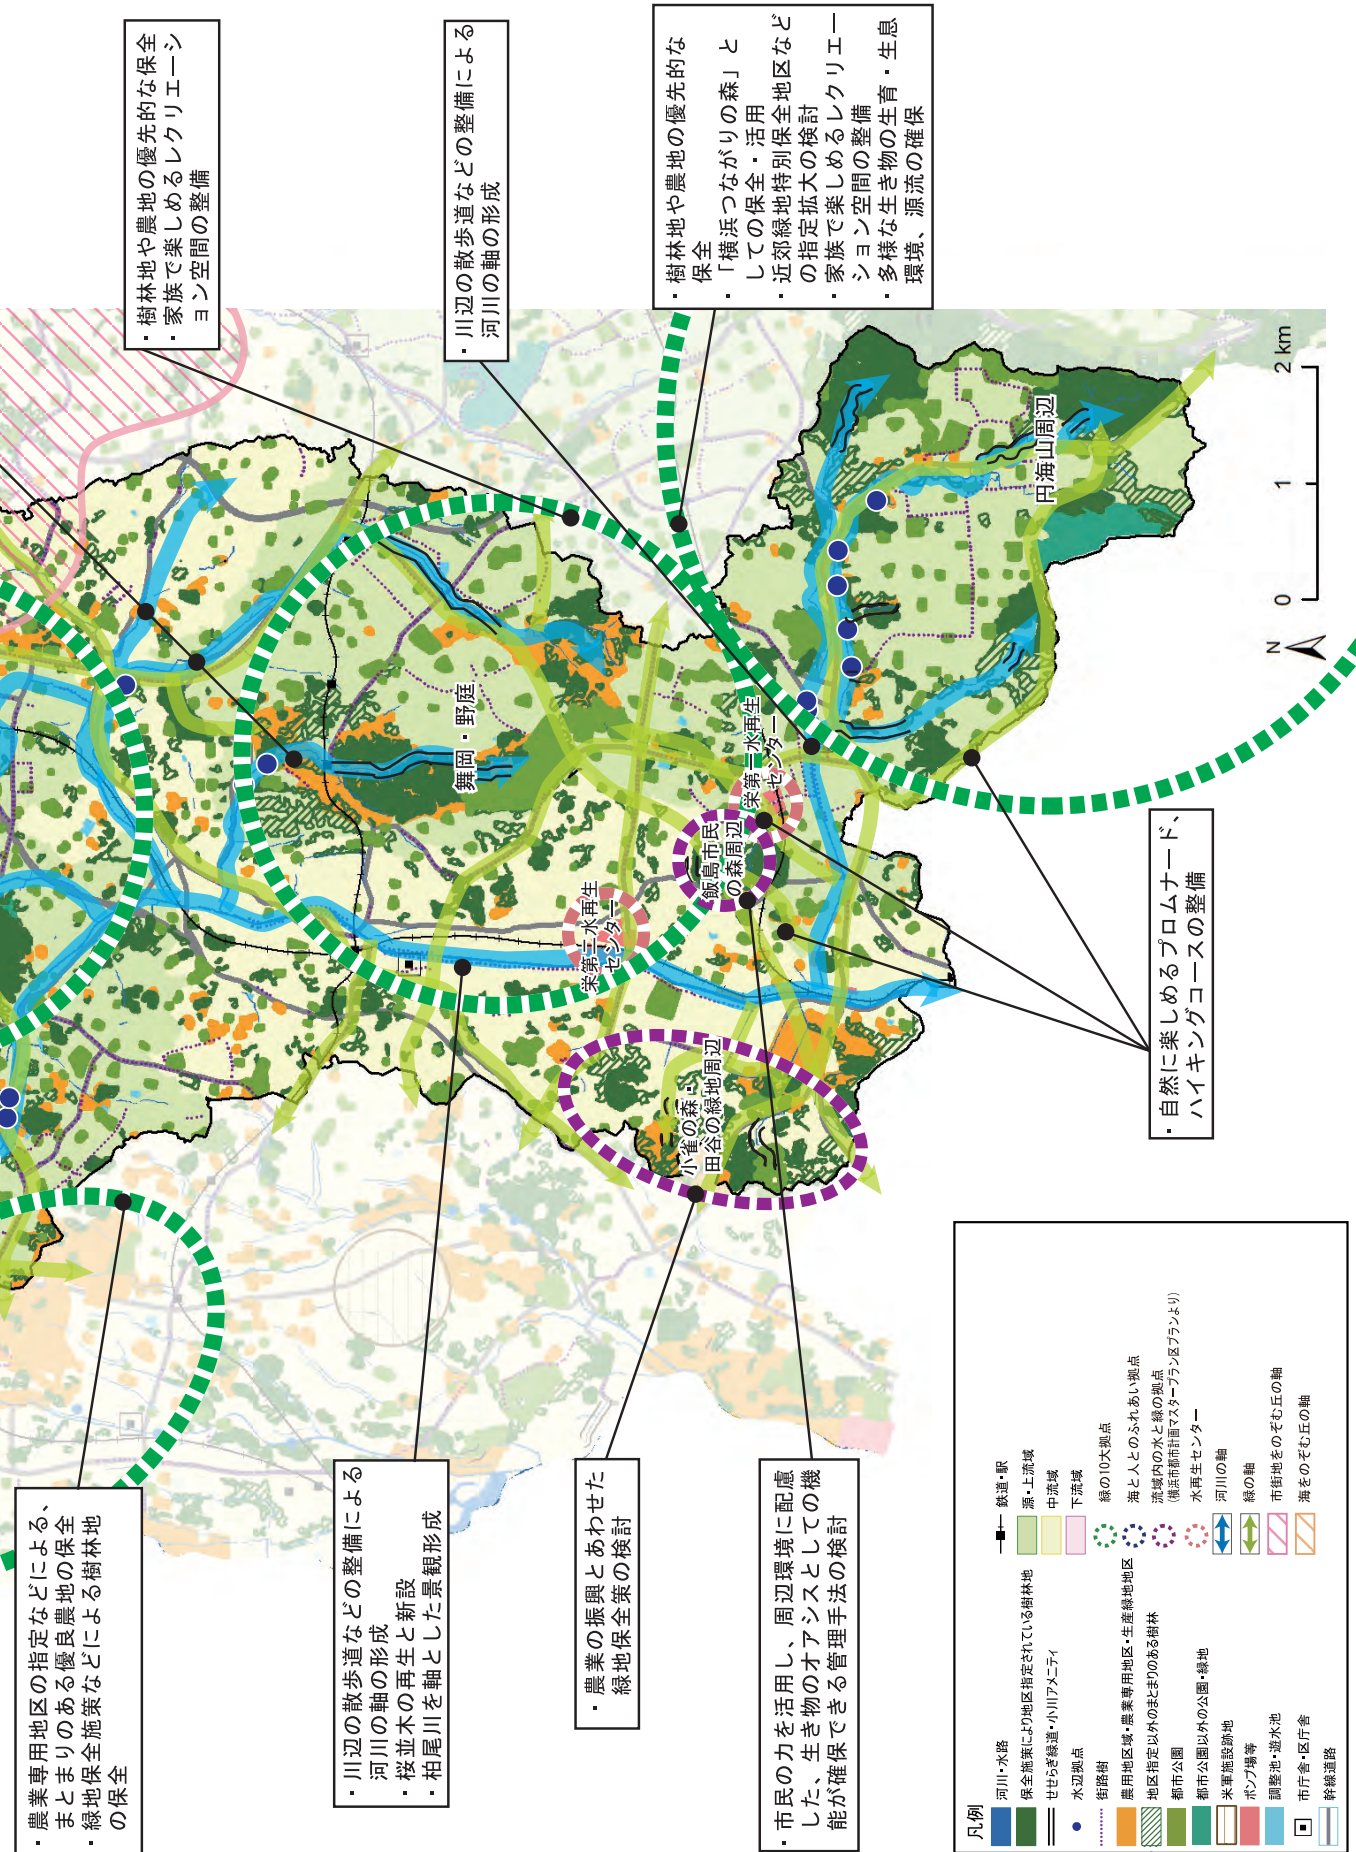 ・樹林地や農地の優先的な保全
・家族で楽しめるレクリエーシ
ョン空間の整備
・川辺の散歩道などの整備による
河川の軸の形成
・樹林地や農地の優先的な
保全
・「横浜つながりの森」と
しての保全・活用
・近郊緑地特別保全地区など
の指定拡大の検討
・家族で楽しめるレクリエー
ション空間の整備
・多様な生き物の生育・生息
環境、源流の確保
舞岡・野庭
円海山周辺
栄第一水再生
センター
飯島市民
の森周辺
栄第二水再生
センター
小雀の森・
田谷の緑地周辺
N
0
1
2 km
・農業専用地区の指定などによる、
まとまりのある優良農地の保全
・緑地保全施策などによる樹林地
の保全
・川辺の散歩道などの整備による
河川の軸の形成
・桜並木の再生と新設
・柏尾川を軸とした景観形成
・農業の振興とあわせた
緑地保全策の検討
・市民の力を活用し、周辺環境に配慮
した、生き物のオアシスとしての機
能が確保できる管理手法の検討
・自然に楽しめるプロムナード、
ハイキングコースの整備
凡例
河川・水路
保全施策により地区指定されている樹林地
せせらぎ緑道・小川アメニティ
水辺拠点
街路樹
農用地区域・農業専用地区・生産緑地地区
地区指定以外のまとまりのある樹林
都市公園
都市公園以外の公園・緑地
米軍施設跡地
ポンプ場等
調整池・遊水池
市庁舎・区庁舎
幹線道路
鉄道・駅
源・上流域
中流域
下流域
緑の10大拠点
海と人とのふれあい拠点
流域内の水と緑の拠点
(横浜市都市計画マスタープラン区プランより)
水再生センター
河川の軸
緑の軸
市街地をのぞむ丘の軸
海をのぞむ丘の軸